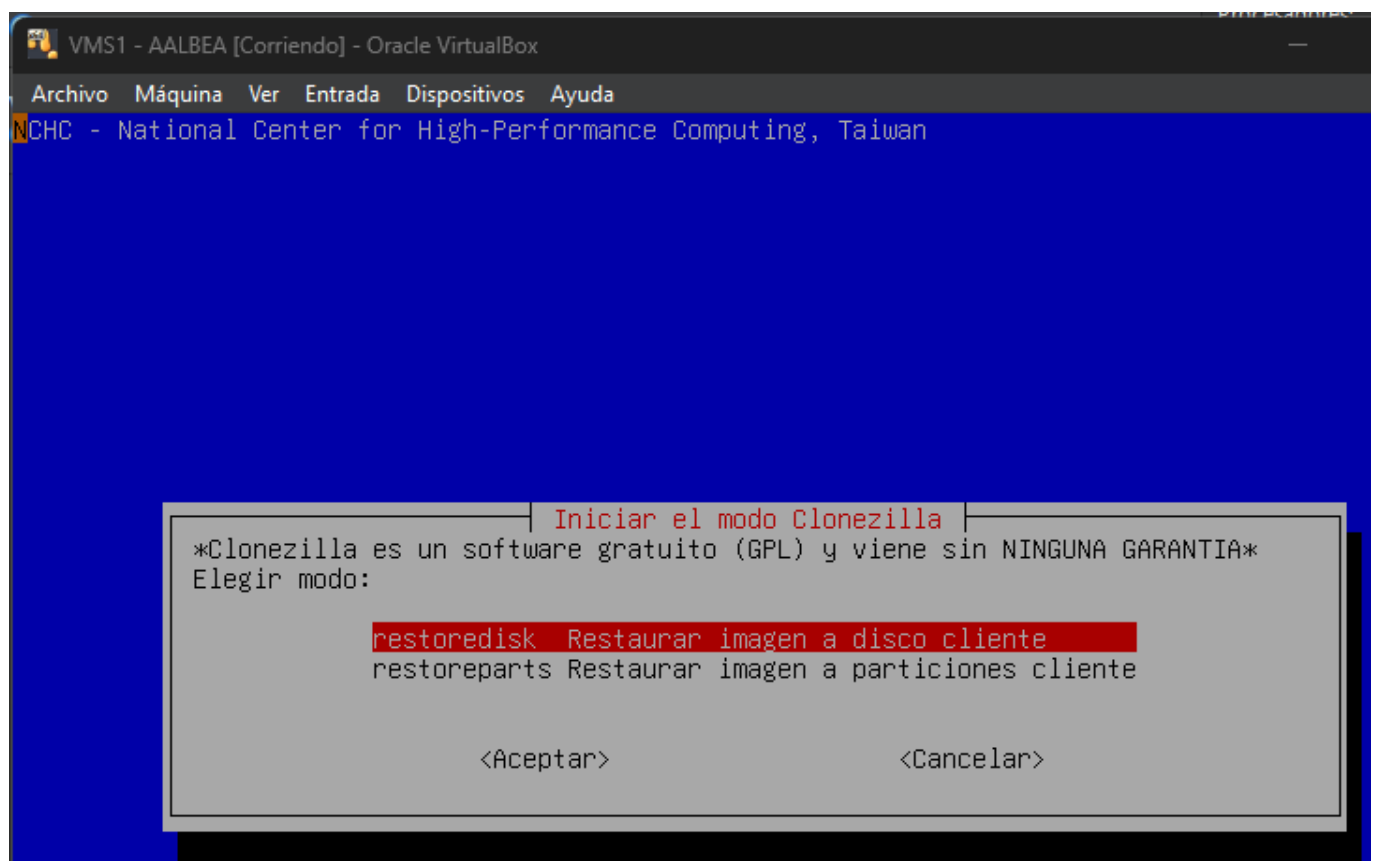 VMS1 - AALBEA [Corriendo] - Oracle VirtualBox
Archivo Máquina Ver Entrada Dispositivos Ayuda
NCHC - National Center for High-Performance Computing, Taiwan
Iniciar el modo Clonezilla
*Clonezilla es un software gratuito (GPL) y viene sin NINGUNA GARANTIA*
Elegir modo:
restoredisk Restaurar imagen a disco cliente
restoreparts Restaurar imagen a particiones cliente
<Aceptar> <Cancelar>